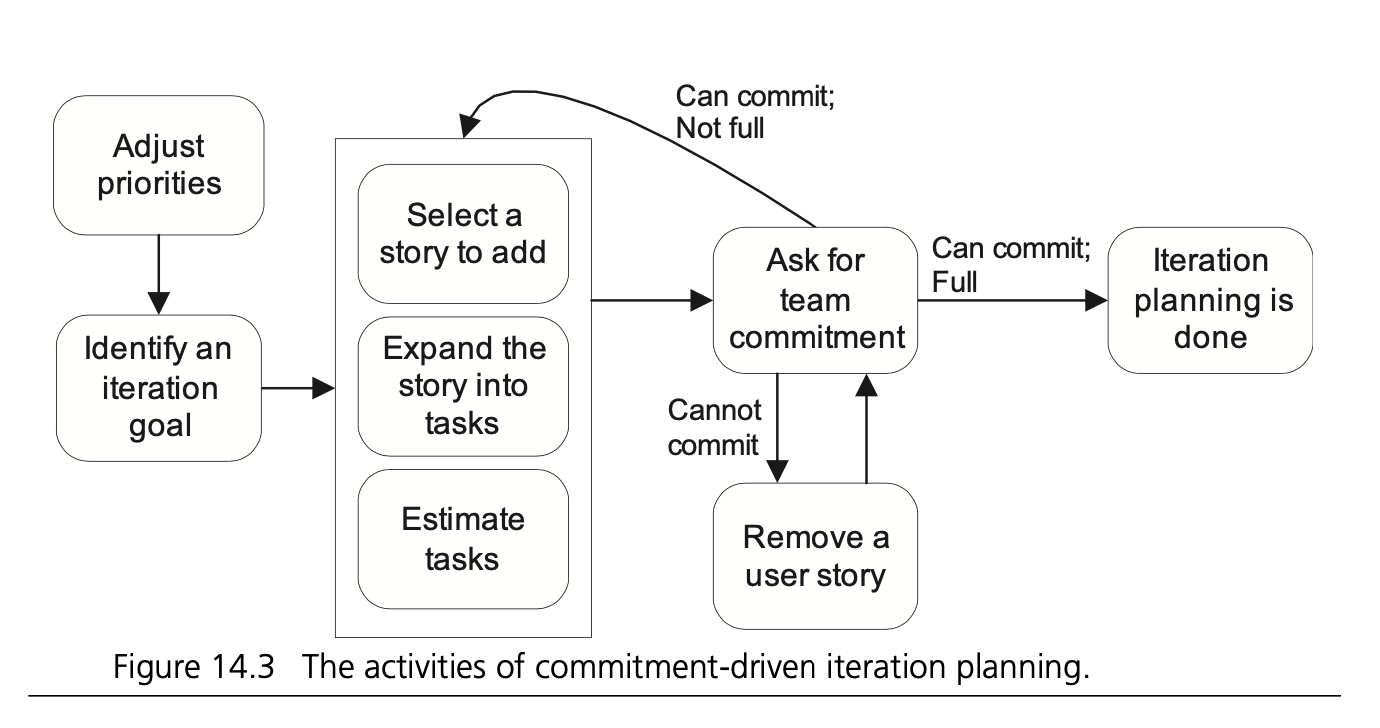 Adjust
priorities
Identify an
iteration
goal
Select a
story to add
Expand the
story into
tasks
Estimate
tasks
Can commit;
Not full
Ask for
team
commitment
Can commit;
Full
Iteration
planning is
done
Cannot
commit
Remove a
user story
Figure 14.3 The activities of commitment-driven iteration planning.